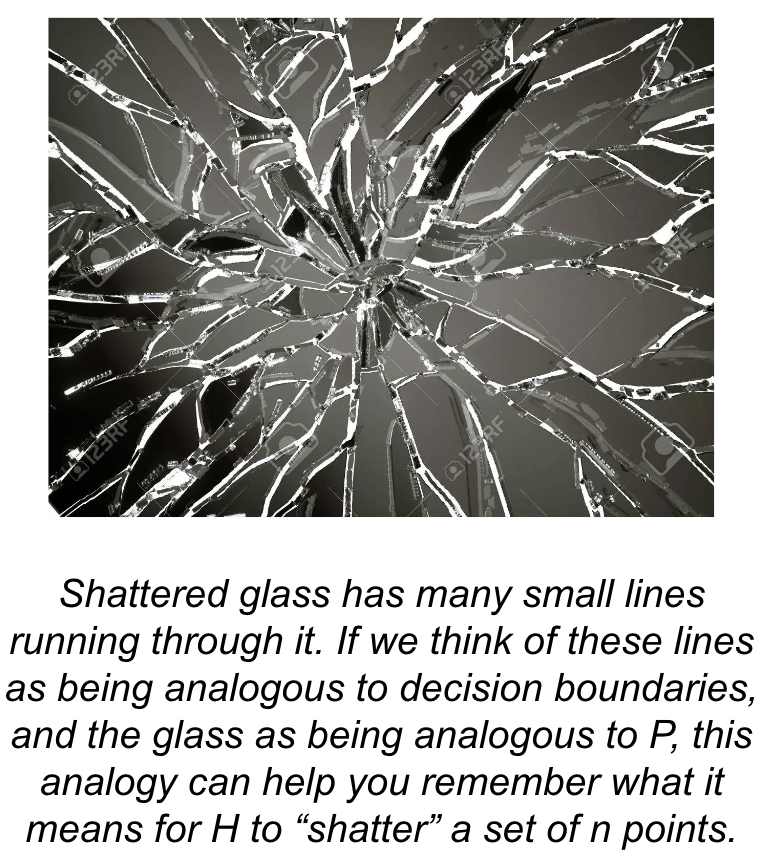 123RF
123RF
123RF
123RF
123RF
Shattered glass has many small lines
running through it. If we think of these lines
as being analogous to decision boundaries,
and the glass as being analogous to P, this
analogy can help you remember what it
means for H to “shatter” a set of n points.